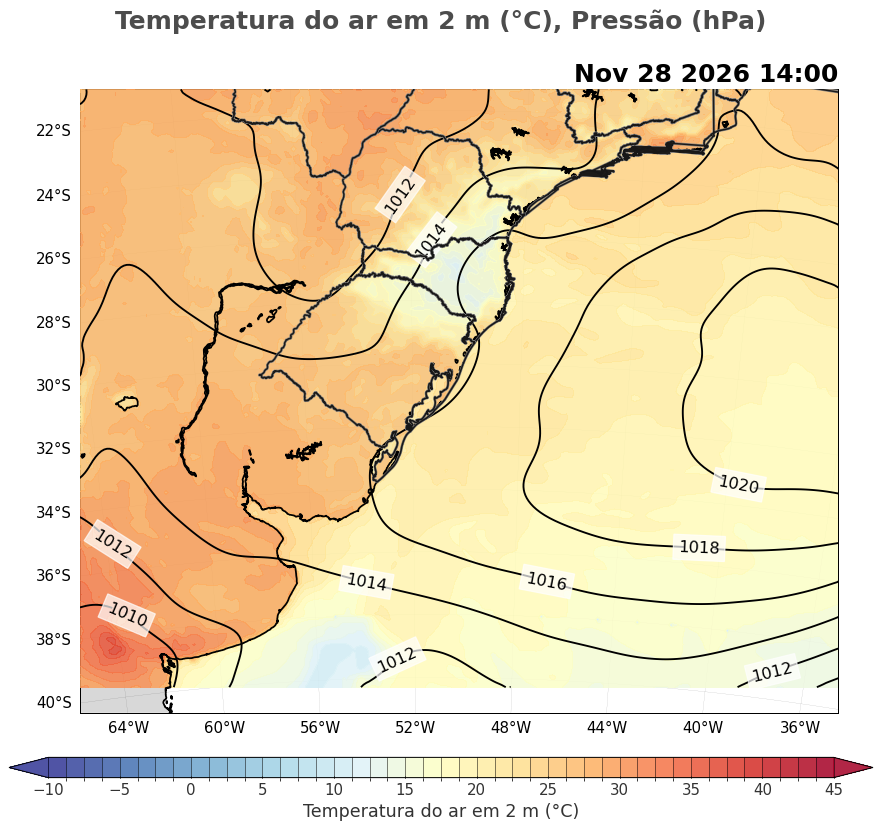 Temperatura do ar em 2 m (°C), Pressão (hPa)
Nov 28 2026 14:00
22°S
24°S
26°S
28°S
30°S
32°S
34°S
36°S
38°S
40°S
1012
1014
1020
1018
1016
1014
1012
1010
1012
1012
64°W 60°W 56°W 52°W 48°W 44°W 40°W 36°W
−10 −5 0 5 10 15 20 25 30 35 40 45
Temperatura do ar em 2 m (°C)